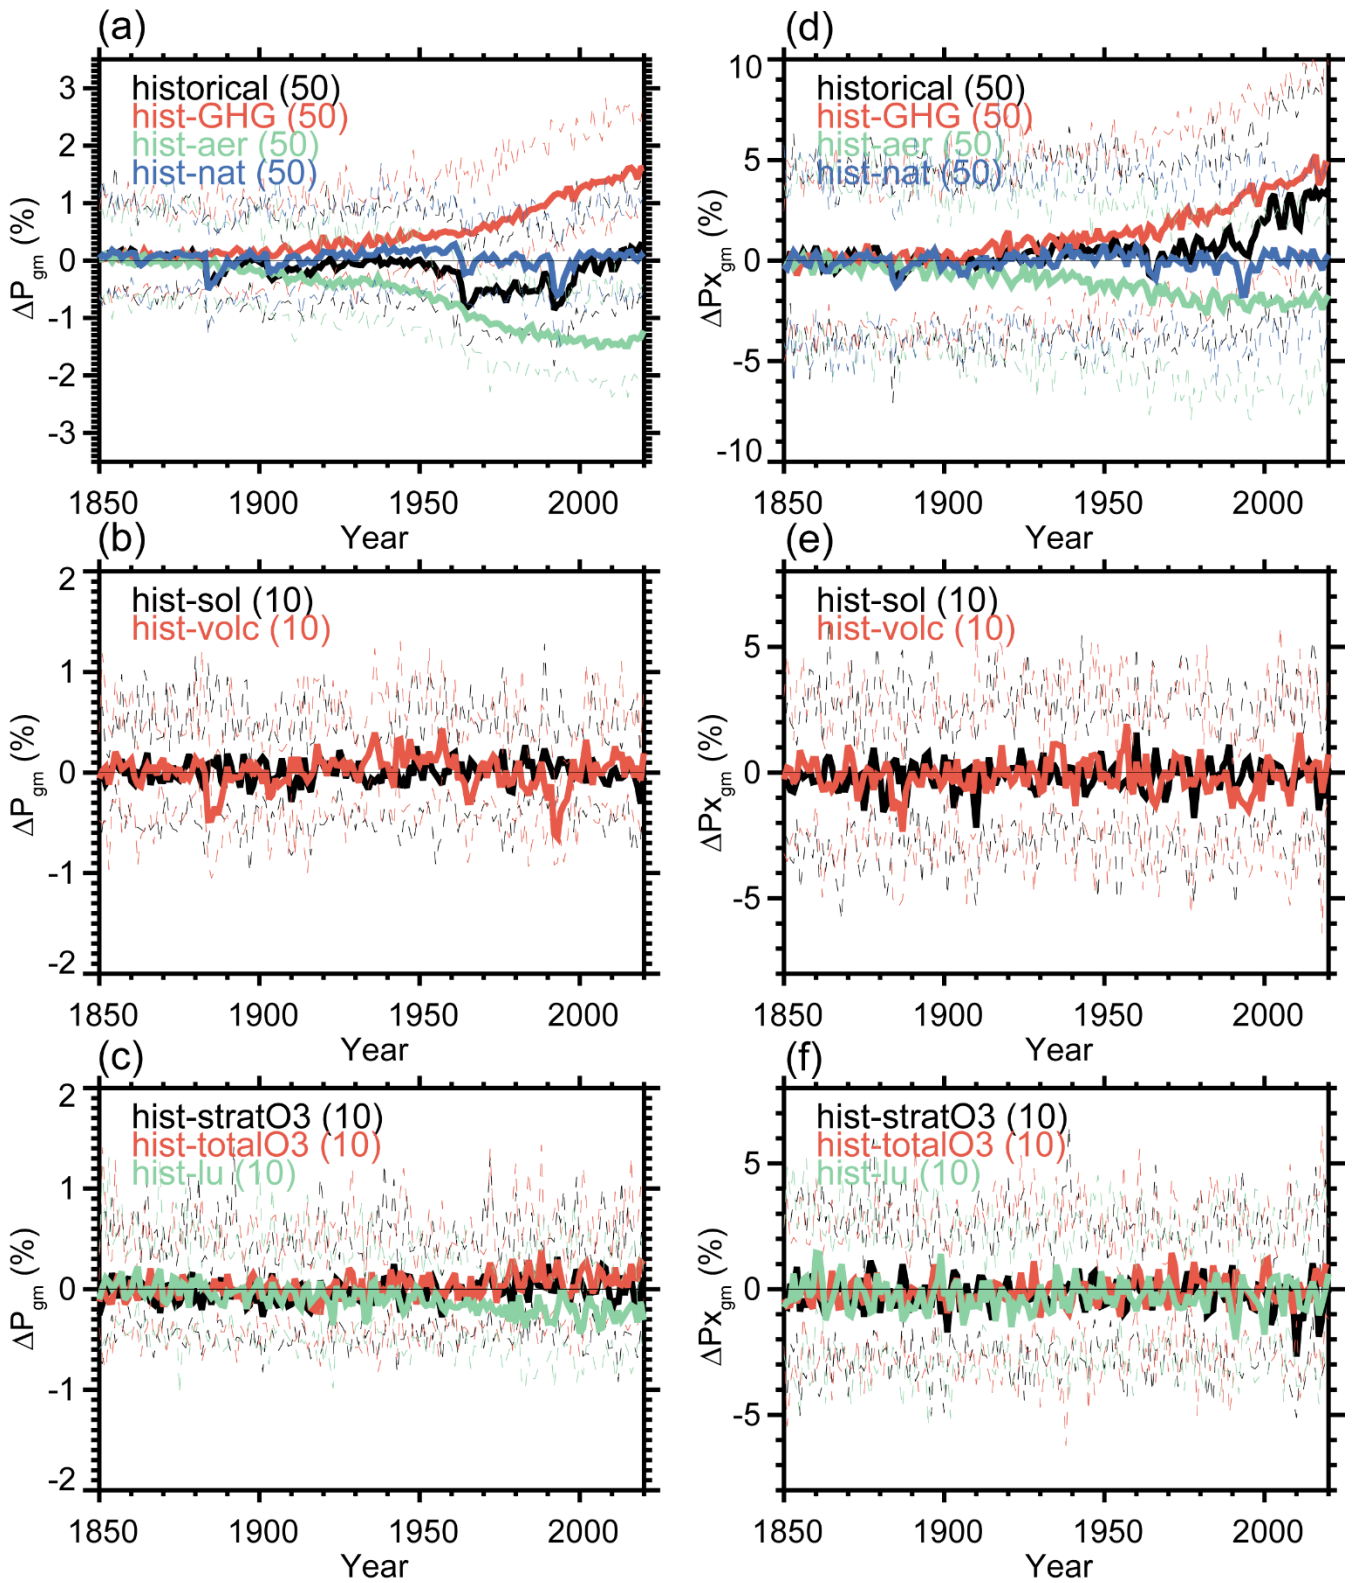 (a)
historical (50)
hist-GHG (50)
hist-aer (50)
hist-nat (50)
3
2
1
0
-1
-2
-3
ΔPgm (%)
1850 1900 1950 2000
Year
(d)
historical (50)
hist-GHG (50)
hist-aer (50)
hist-nat (50)
10
5
0
-5
-10
ΔPxgm (%)
1850 1900 1950 2000
Year
(b)
hist-sol (10)
hist-volc (10)
2
1
0
-1
-2
ΔPgm (%)
1850 1900 1950 2000
Year
(e)
hist-sol (10)
hist-volc (10)
5
0
-5
ΔPxgm (%)
1850 1900 1950 2000
Year
(c)
hist-stratO3 (10)
hist-totalO3 (10)
hist-lu (10)
2
1
0
-1
-2
ΔPgm (%)
1850 1900 1950 2000
Year
(f)
hist-stratO3 (10)
hist-totalO3 (10)
hist-lu (10)
5
0
-5
ΔPxgm (%)
1850 1900 1950 2000
Year